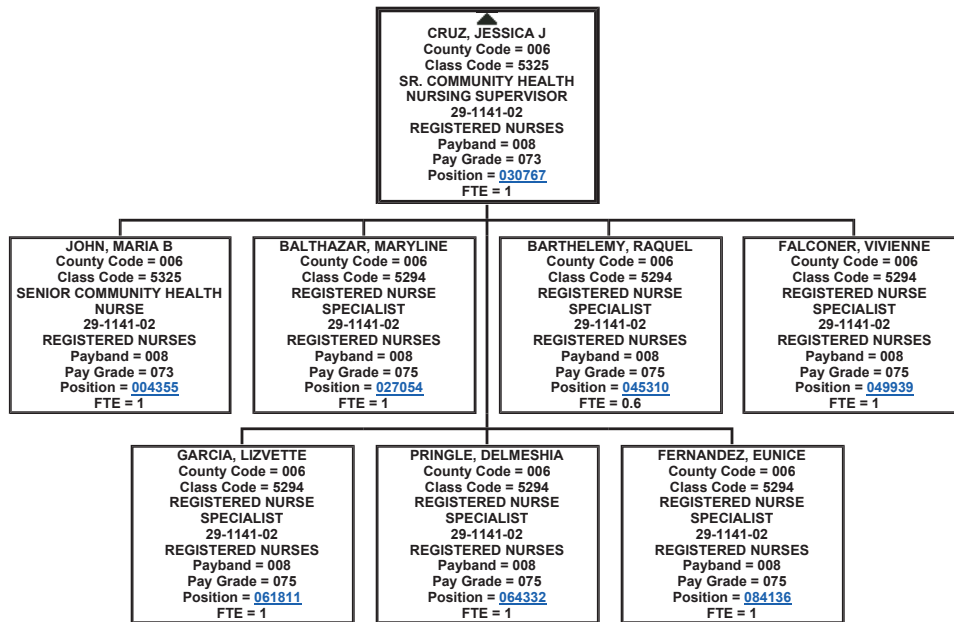 CRUZ, JESSICA J
County Code = 006
Class Code = 5325
SR. COMMUNITY HEALTH
NURSING SUPERVISOR
29-1141-02
REGISTERED NURSES
Payband = 008
Pay Grade = 073
Position = 030767
FTE = 1
JOHN, MARIA B
County Code = 006
Class Code = 5325
SENIOR COMMUNITY HEALTH
NURSE
29-1141-02
REGISTERED NURSES
Payband = 008
Pay Grade = 073
Position = 004355
FTE = 1
BALTHAZAR, MARYLINE
County Code = 006
Class Code = 5294
REGISTERED NURSE
SPECIALIST
29-1141-02
REGISTERED NURSES
Payband = 008
Pay Grade = 075
Position = 027054
FTE = 1
BARTHELEMY, RAQUEL
County Code = 006
Class Code = 5294
REGISTERED NURSE
SPECIALIST
29-1141-02
REGISTERED NURSES
Payband = 008
Pay Grade = 075
Position = 045310
FTE = 0.6
FALCONER, VIVIENNE
County Code = 006
Class Code = 5294
REGISTERED NURSE
SPECIALIST
29-1141-02
REGISTERED NURSES
Payband = 008
Pay Grade = 075
Position = 049939
FTE = 1
GARCIA, LIZVETTE
County Code = 006
Class Code = 5294
REGISTERED NURSE
SPECIALIST
29-1141-02
REGISTERED NURSES
Payband = 008
Pay Grade = 075
Position = 061811
FTE = 1
PRINGLE, DELMESHIA
County Code = 006
Class Code = 5294
REGISTERED NURSE
SPECIALIST
29-1141-02
REGISTERED NURSES
Payband = 008
Pay Grade = 075
Position = 064332
FTE = 1
FERNANDEZ, EUNICE
County Code = 006
Class Code = 5294
REGISTERED NURSE
SPECIALIST
29-1141-02
REGISTERED NURSES
Payband = 008
Pay Grade = 075
Position = 084136
FTE = 1